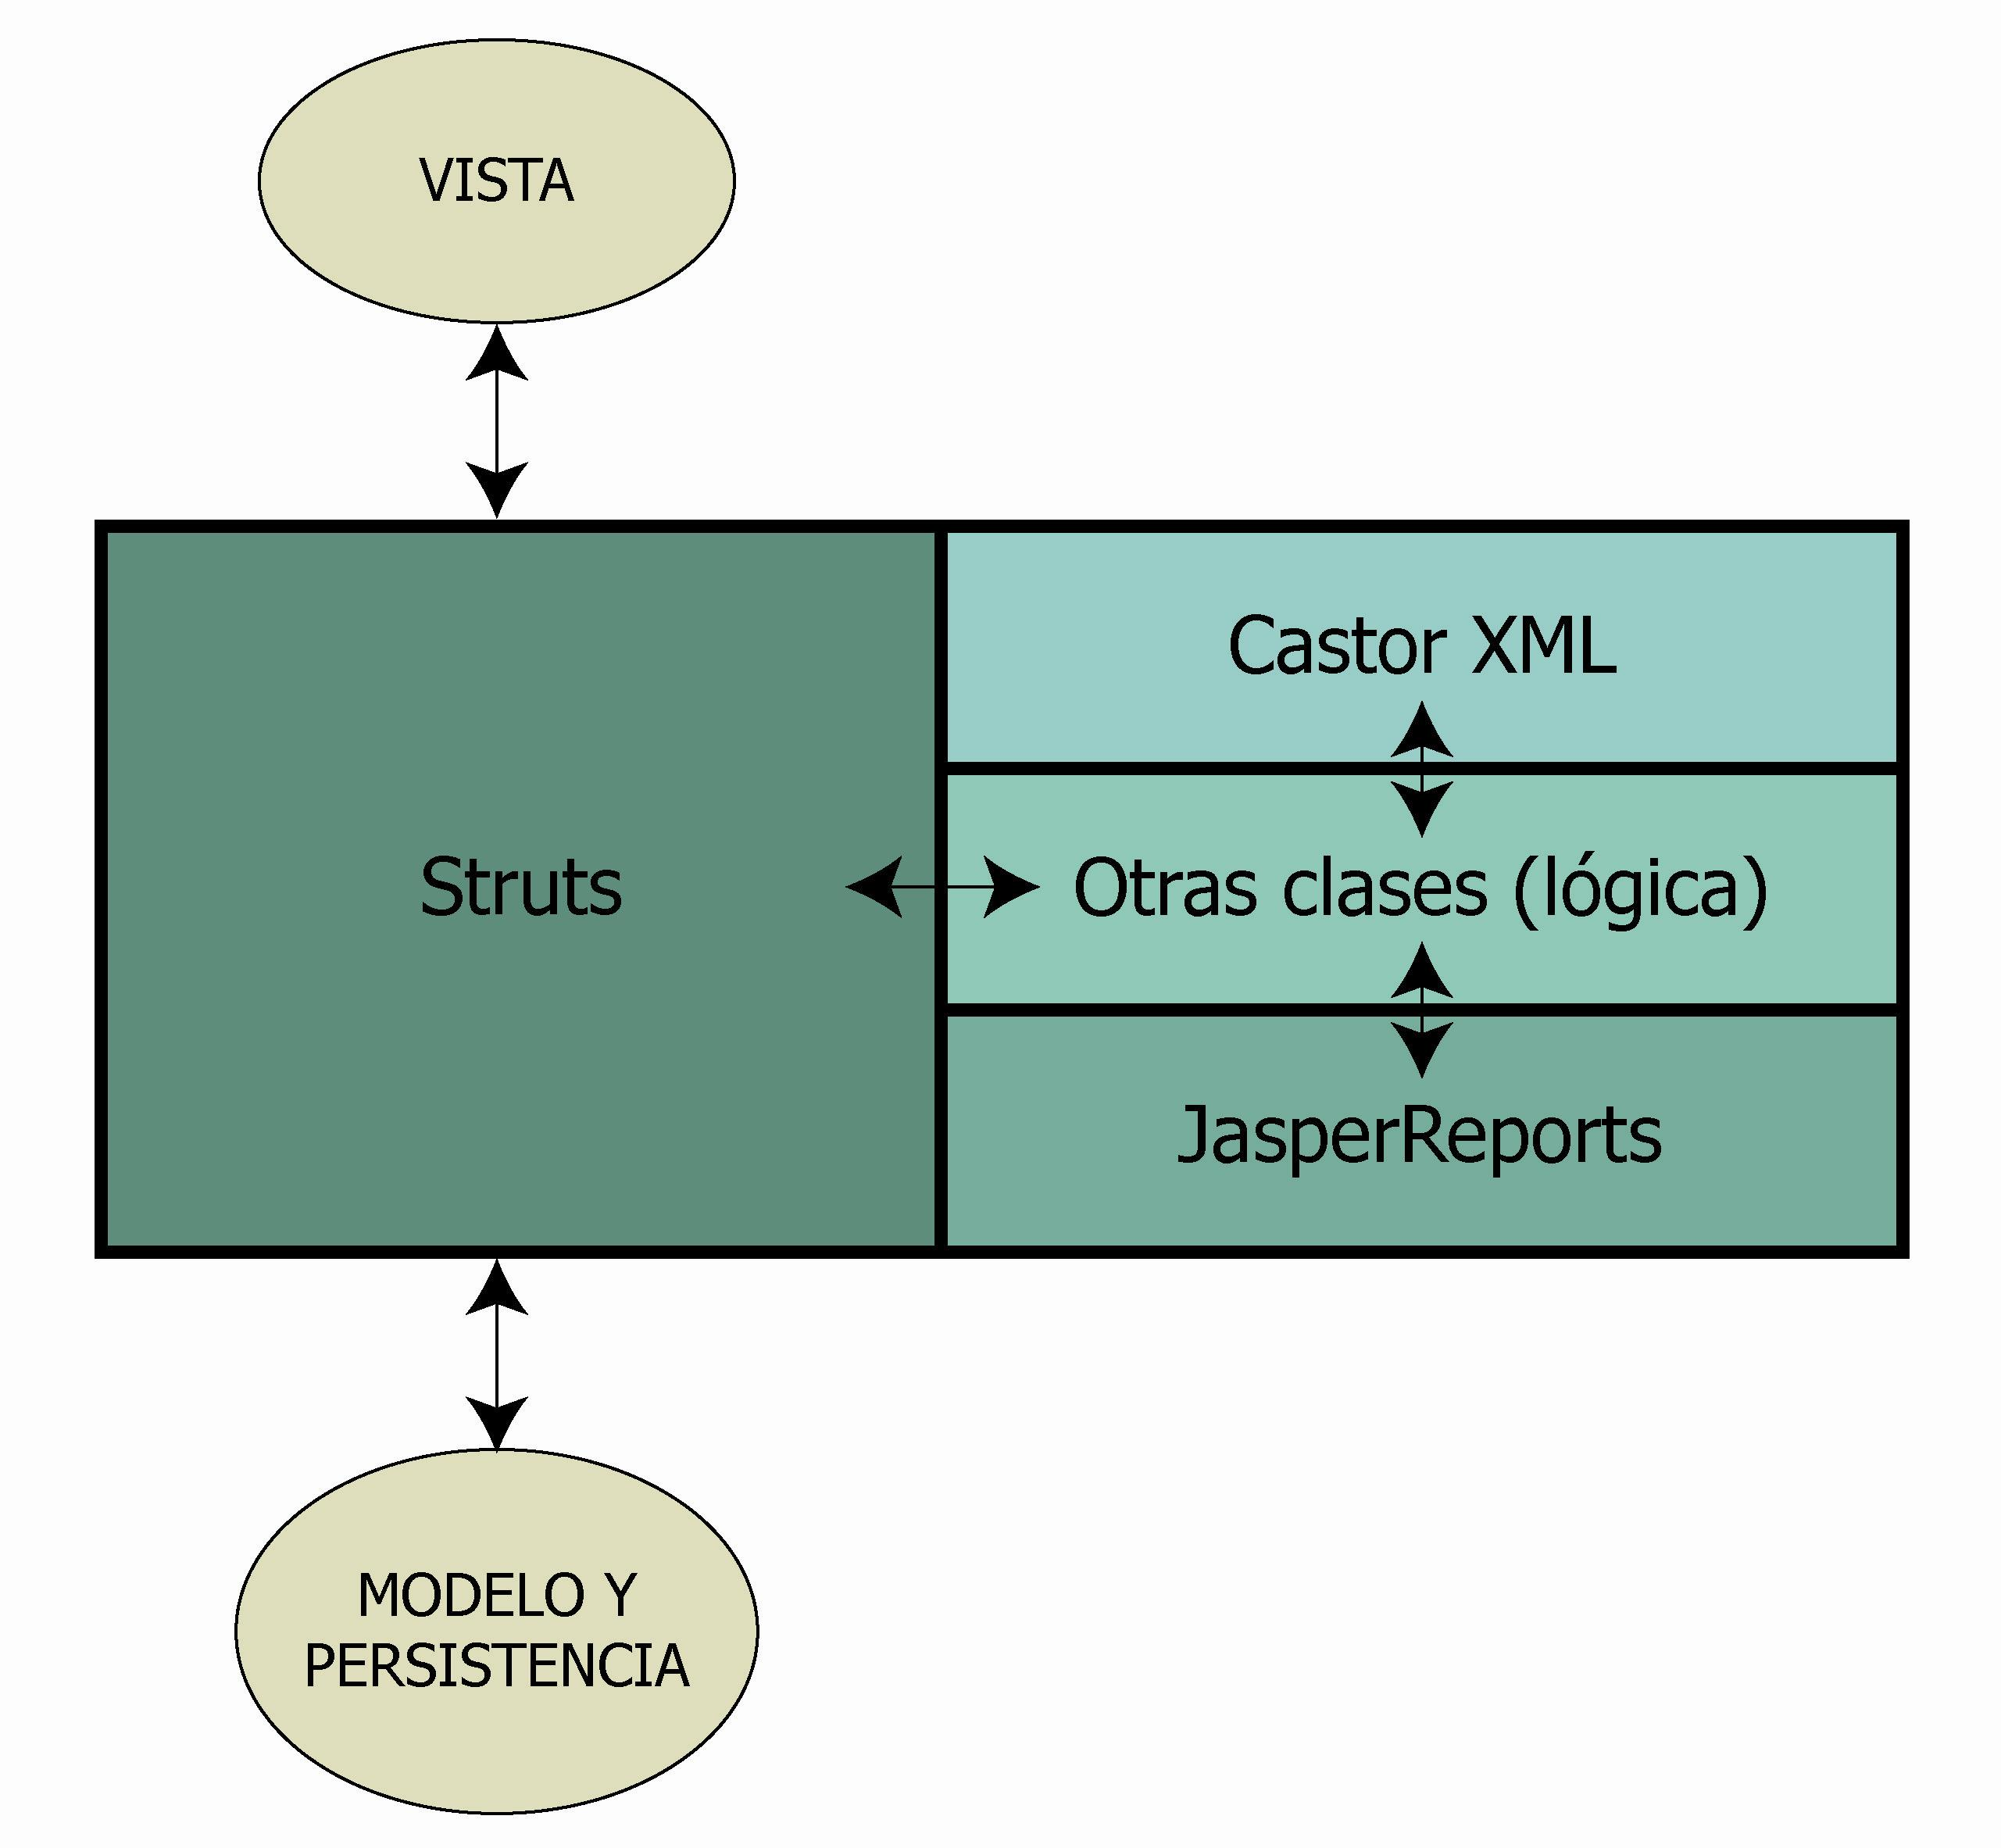 VISTA
Castor XML
Struts
Otras clases (lógica)
JasperReports
MODELO Y
PERSISTENCIA